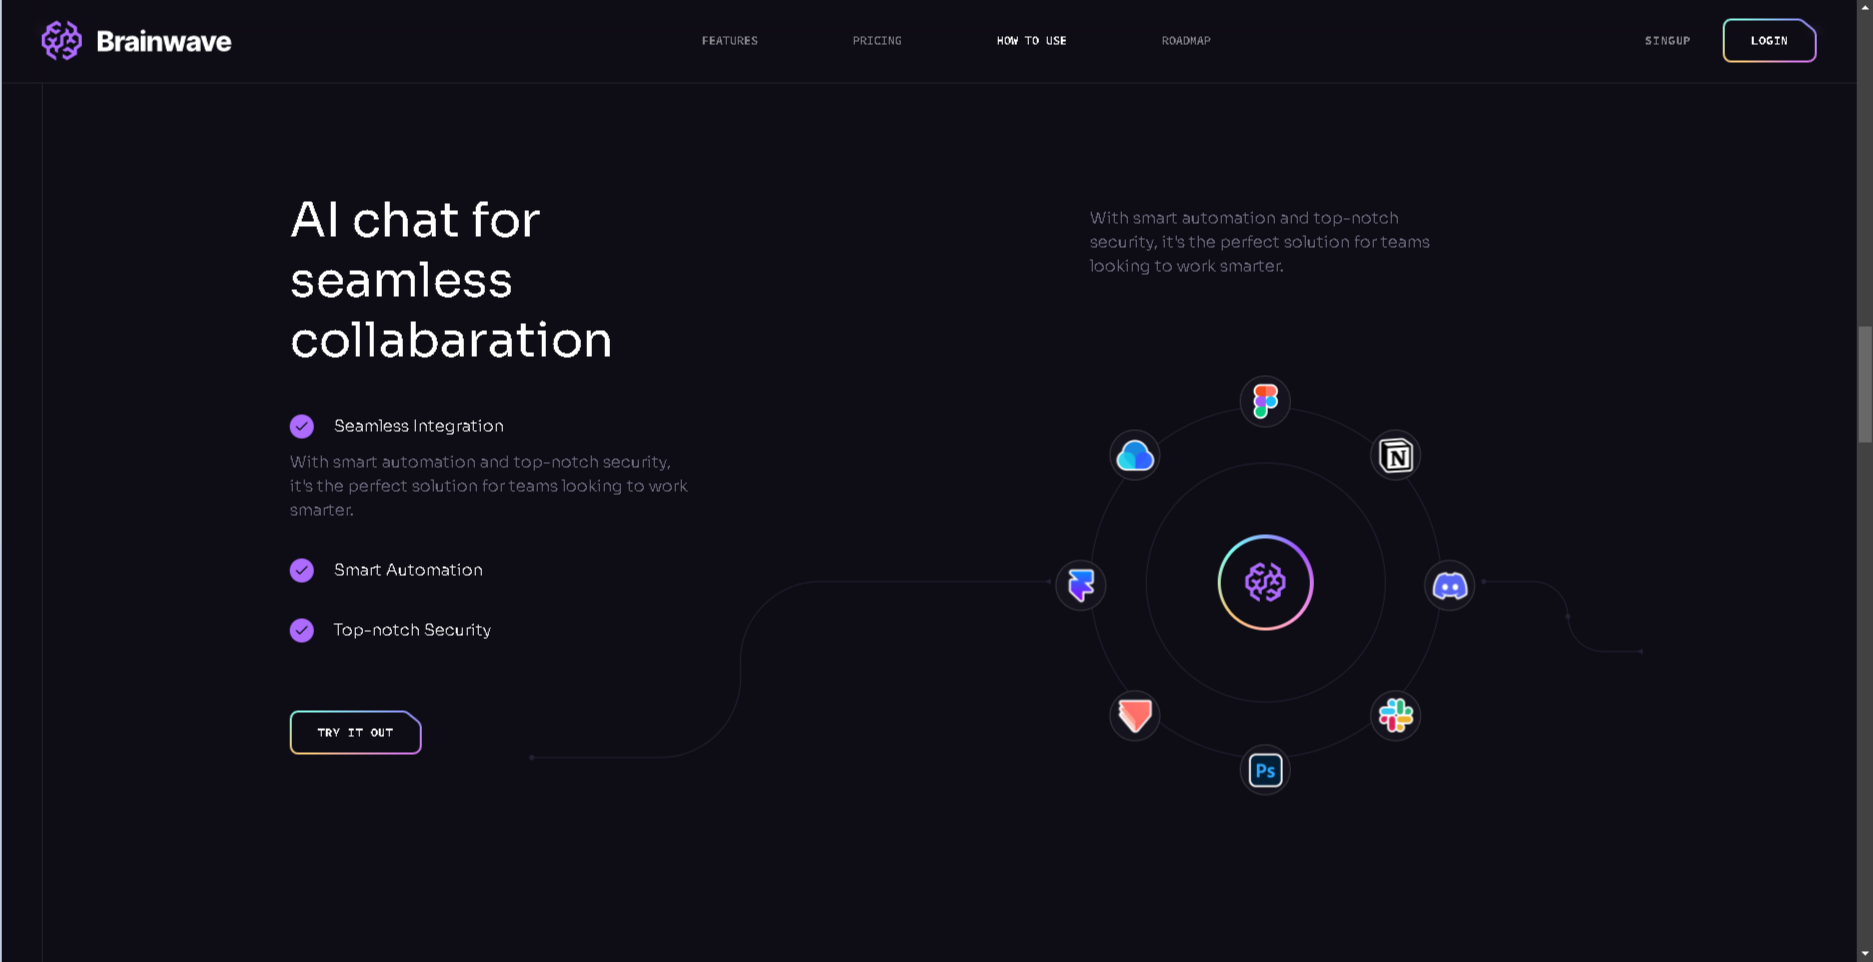 Brainwave
FEATURES
PRICING
HOW TO USE
ROADMAP
SINGUP
LOGIN
AI chat for
seamless
collabaration
With smart automation and top-notch
security, it's the perfect solution for teams
looking to work smarter.
Seamless Integration
With smart automation and top-notch security,
it's the perfect solution for teams looking to work
smarter.
Smart Automation
Top-notch Security
TRY IT OUT
N
Ps